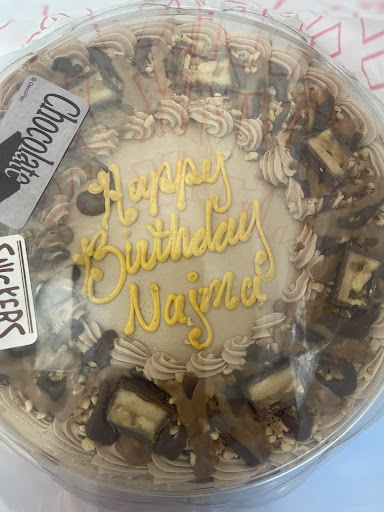 Chocolate
SNICKERS
Happy
Birthday
Najma